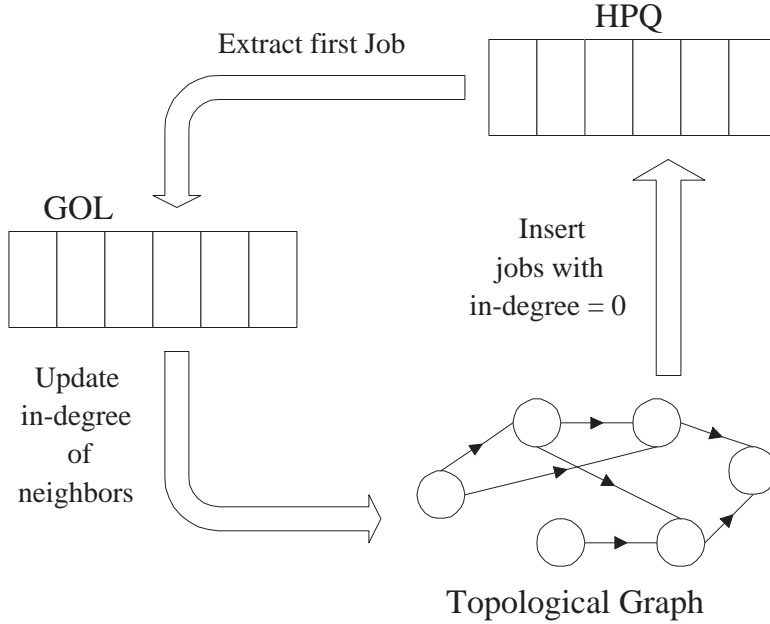 HPQ
Extract first Job
GOL
Insert
jobs with
in-degree = 0
Update
in-degree
of
neighbors
Topological Graph